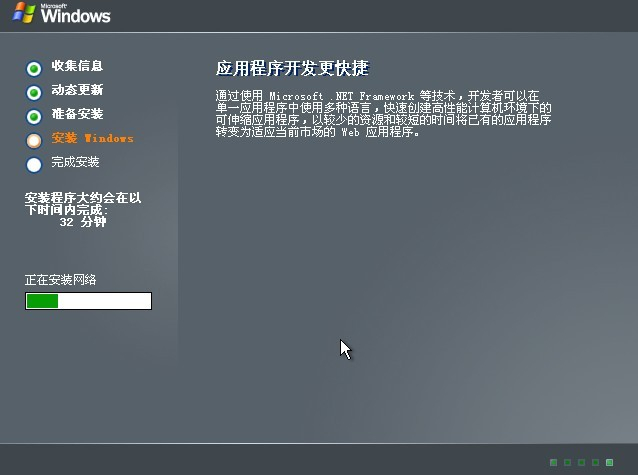 Microsoft
Windows
收集信息
动态更新
准备安装
安装 Windows
完成安装
安装程序大约会在以
下时间内完成:
32 分钟
正在安装网络
应用程序开发更快捷
通过使用 Microsoft .NET Framework 等技术，开发者可以在
单一应用程序中使用多种语言，快速创建高性能计算机环境下的
可伸缩应用程序，以较少的资源和较短的时间将已有的应用程序
转变为适应当前市场的 Web 应用程序。